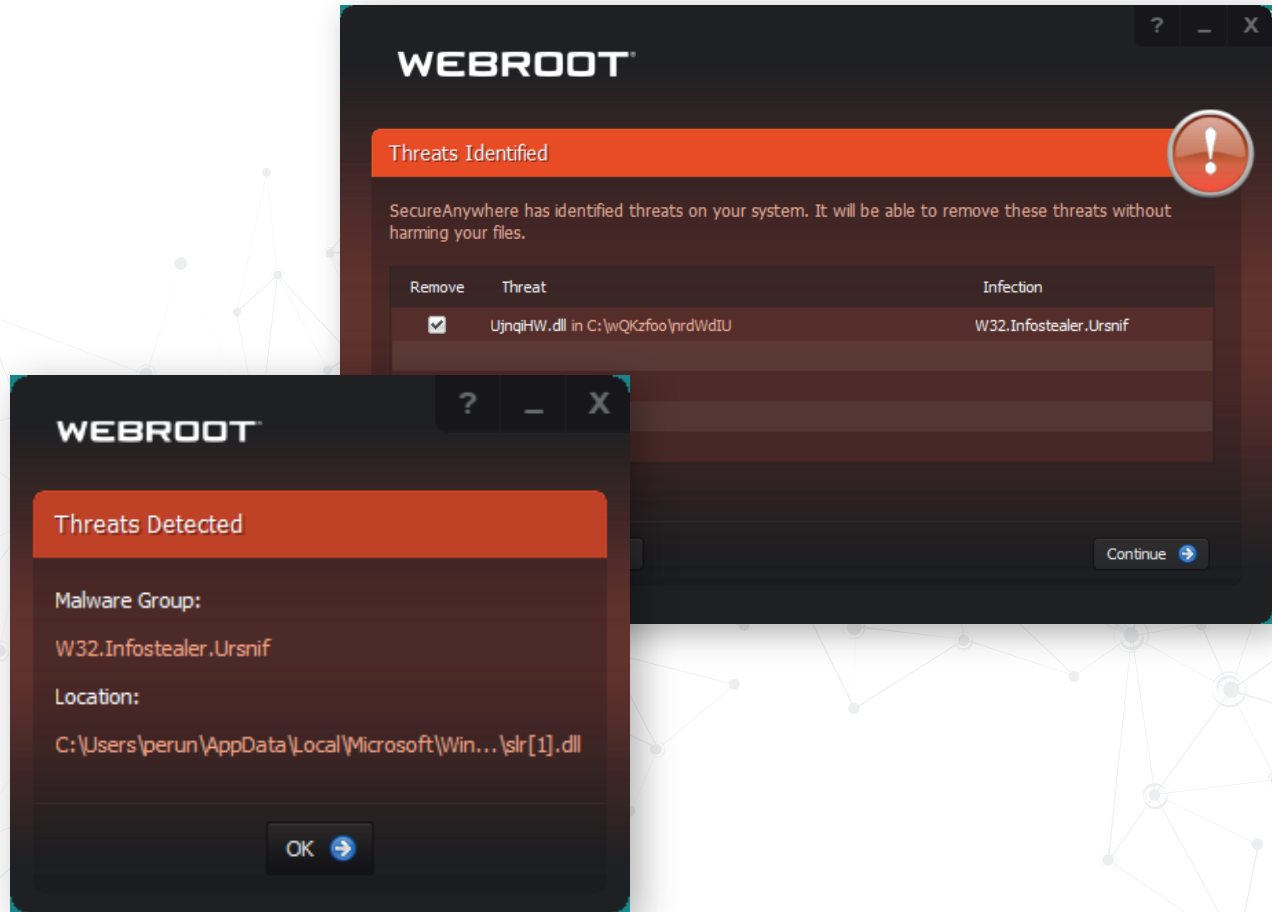 ? _ X
WEBROOT
Threats Identified
SecureAnywhere has identified threats on your system. It will be able to remove these threats without
harming your files.
Remove Threat Infection
UjnqiHW.dll in C:\wQKzfoo\nrdWdIU W32.Infostealer.Ursnif
Continue
? _ X
WEBROOT
Threats Detected
Malware Group:
W32.Infostealer.Ursnif
Location:
C:\Users\perun\AppData\Local\Microsoft\Win...\slr[1].dll
OK